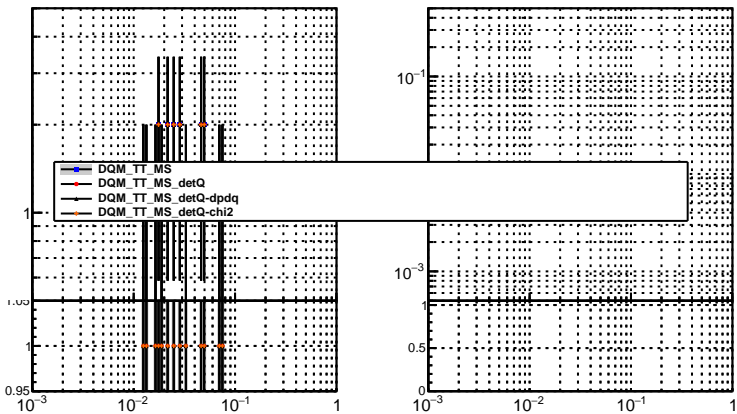 10⁻¹
DQM_TT_MS
DQM_TT_MS_detQ
DQM_TT_MS_detQ-dpdq
DQM_TT_MS_detQ-chi2
1
10⁻³
1.05
1
1
0.5
0.95
0
10⁻³ 10⁻² 10⁻¹ 1
10⁻³ 10⁻² 10⁻¹ 1